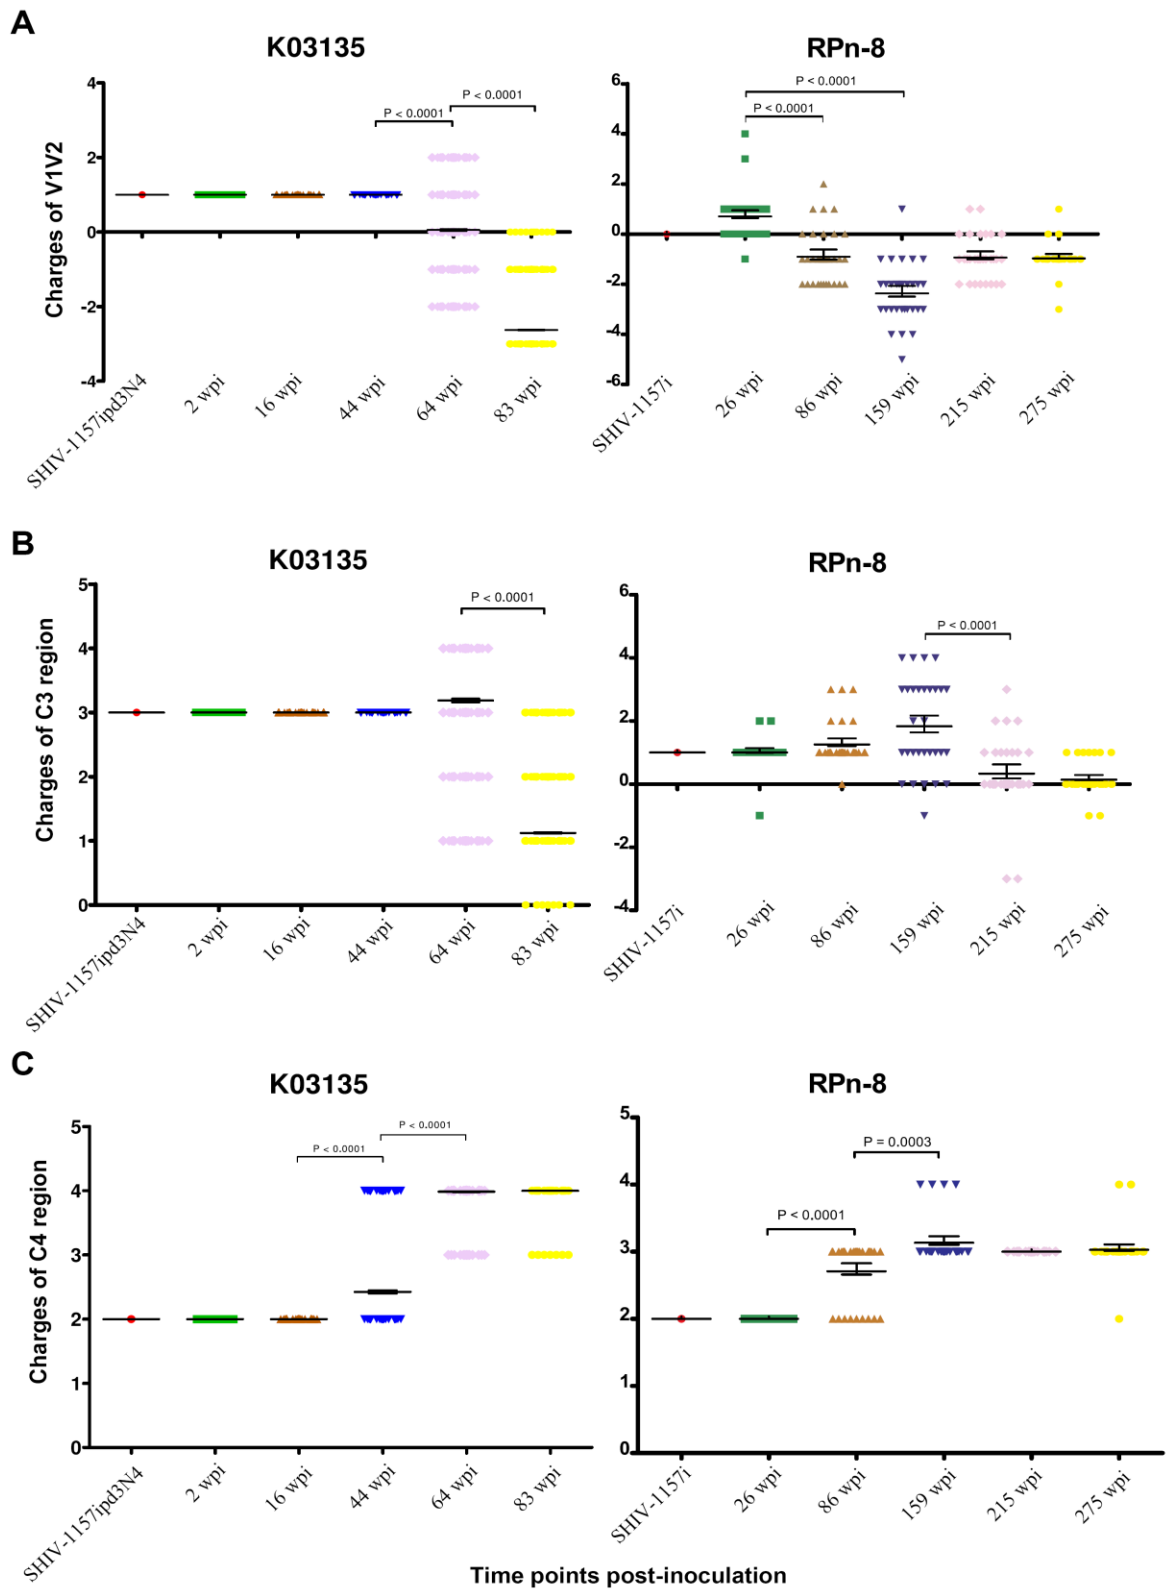 A
K03135
RPn-8
Charges of V1V2
4
2
0
-2
-4
P < 0.0001
P < 0.0001
SHIV-1157ipd3N4
2 wpi
16 wpi
44 wpi
64 wpi
83 wpi
6
4
2
0
-2
-4
-6
P < 0.0001
P < 0.0001
SHIV-1157i
26 wpi
86 wpi
159 wpi
215 wpi
275 wpi
B
K03135
RPn-8
Charges of C3 region
5
4
3
2
1
0
P < 0.0001
SHIV-1157ipd3N4
2 wpi
16 wpi
44 wpi
64 wpi
83 wpi
6
4
2
0
-2
-4
P < 0.0001
SHIV-1157i
26 wpi
86 wpi
159 wpi
215 wpi
275 wpi
C
K03135
RPn-8
Charges of C4 region
5
4
3
2
1
0
P < 0.0001
P < 0.0001
SHIV-1157ipd3N4
2 wpi
16 wpi
44 wpi
64 wpi
83 wpi
5
4
3
2
1
0
P = 0.0003
P < 0.0001
SHIV-1157i
26 wpi
86 wpi
159 wpi
215 wpi
275 wpi
Time points post-inoculation